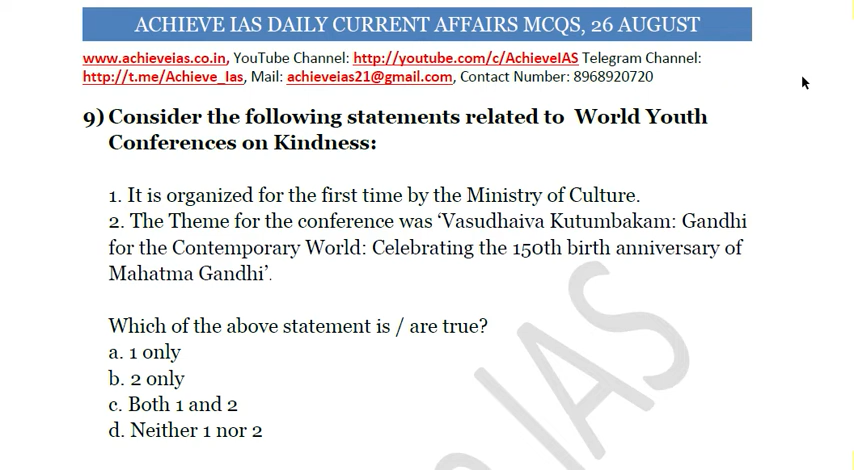 ACHIEVE IAS DAILY CURRENT AFFAIRS MCQS, 26 AUGUST
www.achieveias.co.in, YouTube Channel: http://youtube.com/c/AchieveIAS Telegram Channel:
http://t.me/Achieve_Ias, Mail: achieveias21@gmail.com, Contact Number: 8968920720
9) Consider the following statements related to World Youth
Conferences on Kindness:
1. It is organized for the first time by the Ministry of Culture.
2. The Theme for the conference was ‘Vasudhaiva Kutumbakam: Gandhi
for the Contemporary World: Celebrating the 150th birth anniversary of
Mahatma Gandhi’.
Which of the above statement is / are true?
a. 1 only
b. 2 only
c. Both 1 and 2
d. Neither 1 nor 2
IAS